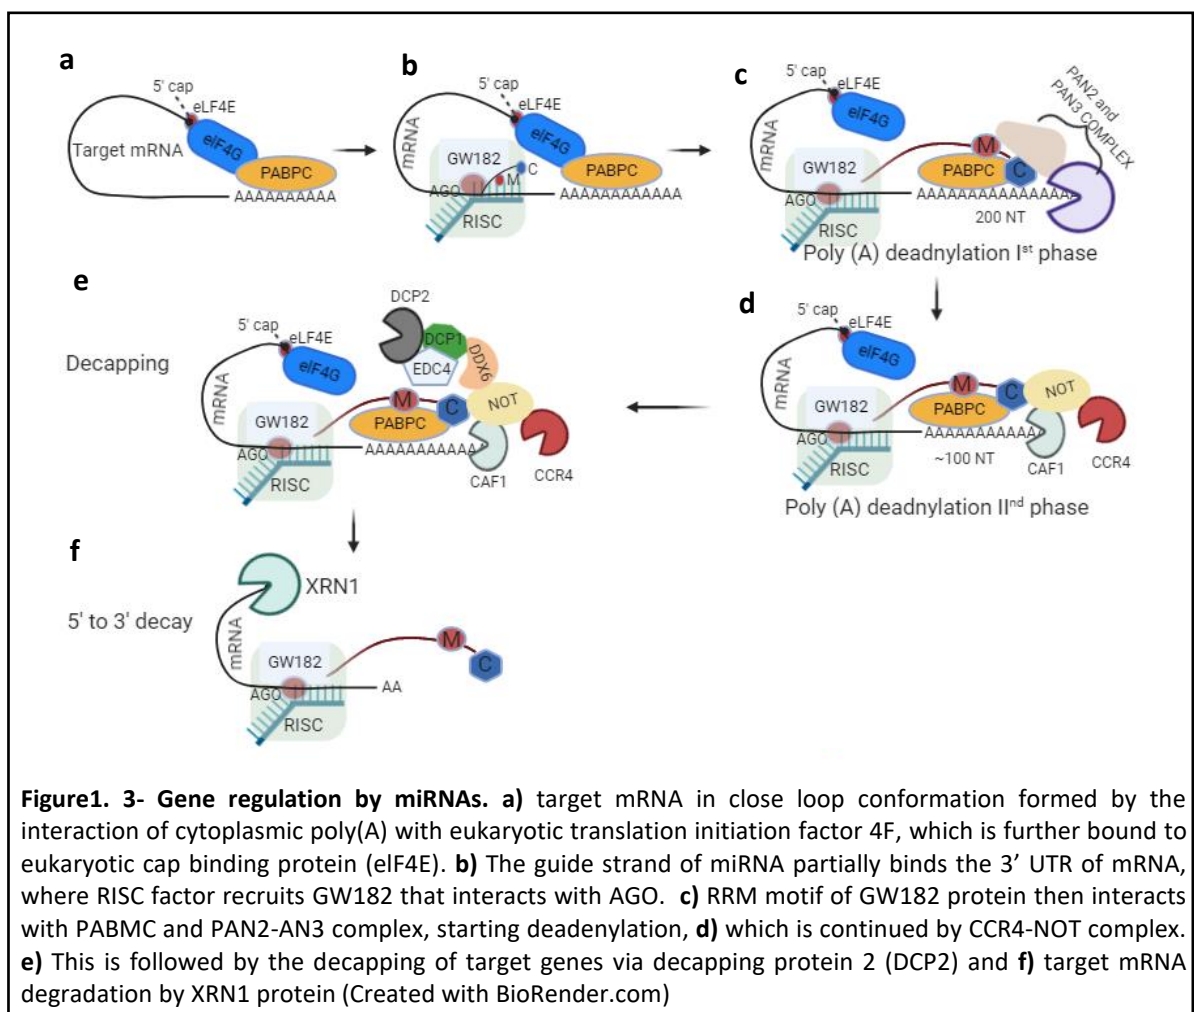 a
5' cap
eLF4E
Target mRNA
eIF4G
PABPC
AAAAAAAAAA
b
5' cap
eLF4E
mRNA
eIF4G
GW182
C
M
PABPC
AGO
AAAAAAAAAAAA
RISC
c
5' cap
eLF4E
PAN2 and
PAN3 COMPLEX
mRNA
eIF4G
M
GW182
PABPC
C
AGO
AAAAAAAAAAAAAAAA
200 NT
RISC
Poly (A) deadnylation Ist phase
d
5' cap
eLF4E
mRNA
eIF4G
M
C
NOT
GW182
PABPC
AGO
AAAAAAAAAAAA
CCR4
~100 NT
CAF1
RISC
Poly (A) deadnylation IInd phase
e
Decapping
DCP2
5' cap
eLF4E
DCP1
DDX6
EDC4
mRNA
eIF4G
M
C
NOT
GW182
PABPC
AGO
AAAAAAAAAAAA
CCR4
CAF1
RISC
f
XRN1
5' to 3' decay
mRNA
M
GW182
C
AGO
AA
RISC
Figure1. 3- Gene regulation by miRNAs. a) target mRNA in close loop conformation formed by the
interaction of cytoplasmic poly(A) with eukaryotic translation initiation factor 4F, which is further bound to
eukaryotic cap binding protein (eIF4E). b) The guide strand of miRNA partially binds the 3’ UTR of mRNA,
where RISC factor recruits GW182 that interacts with AGO. c) RRM motif of GW182 protein then interacts
with PABMC and PAN2-AN3 complex, starting deadenylation, d) which is continued by CCR4-NOT complex.
e) This is followed by the decapping of target genes via decapping protein 2 (DCP2) and f) target mRNA
degradation by XRN1 protein (Created with BioRender.com)